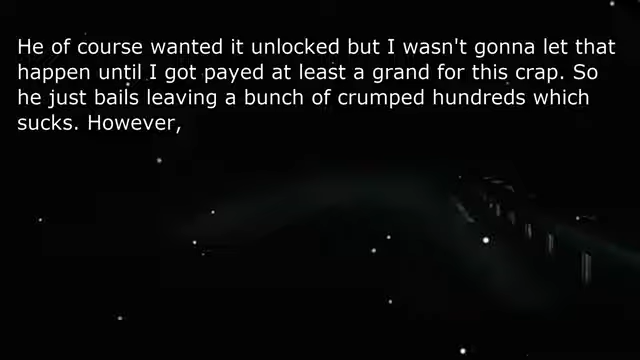 He of course wanted it unlocked but I wasn't gonna let that
happen until I got payed at least a grand for this crap. So
he just bails leaving a bunch of crumped hundreds which
sucks. However,